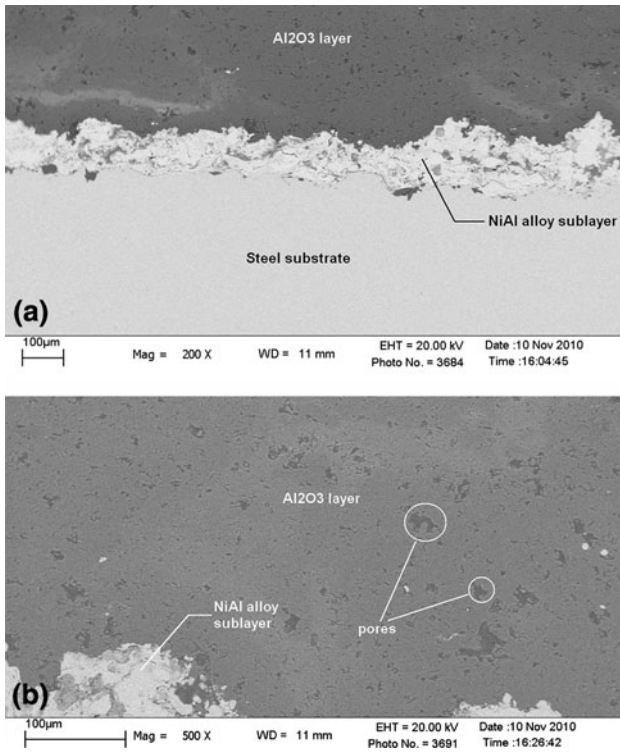 Al2O3 layer
NiAl alloy sublayer
Steel substrate
(a)
100µm
Mag = 200 X
WD = 11 mm
EHT = 20.00 kV
Photo No. = 3684
Date :10 Nov 2010
Time :16:04:45
Al2O3 layer
NiAl alloy
sublayer
pores
(b)
100µm
Mag = 500 X
WD = 11 mm
EHT = 20.00 kV
Photo No. = 3691
Date :10 Nov 2010
Time :16:26:42